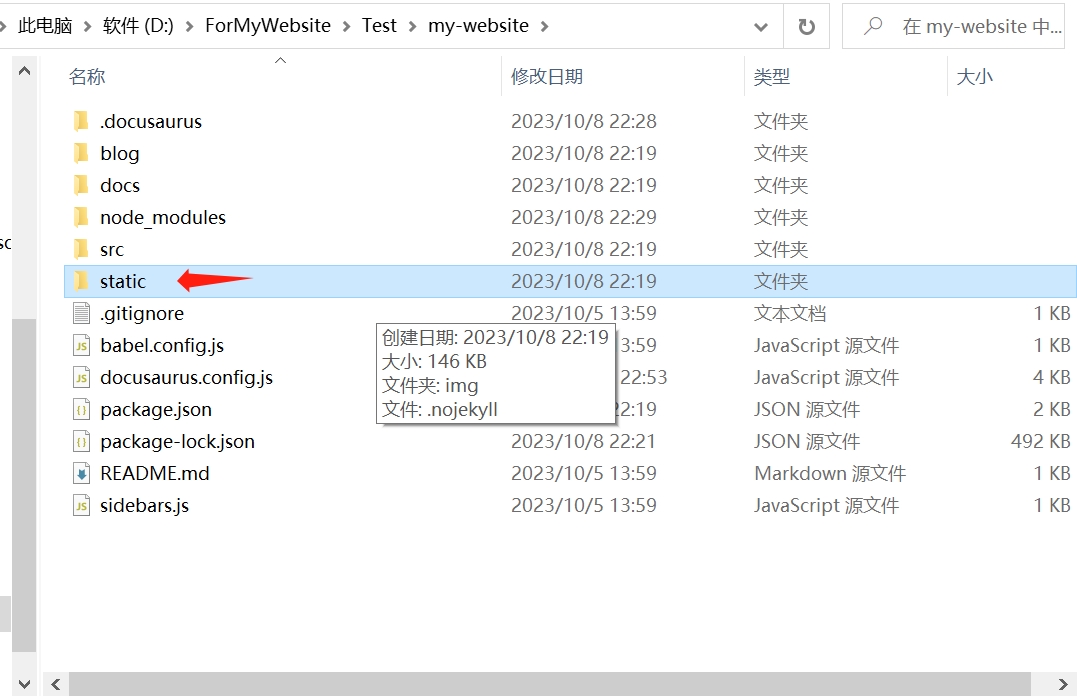 此电脑 > 软件 (D:) > ForMyWebsite > Test > my-website > 在 my-website 中...
名称 修改日期 类型 大小
.docusaurus 2023/10/8 22:28 文件夹
blog 2023/10/8 22:19 文件夹
docs 2023/10/8 22:19 文件夹
node_modules 2023/10/8 22:29 文件夹
src 2023/10/8 22:19 文件夹
static 2023/10/8 22:19 文件夹
.gitignore 2023/10/5 13:59 文本文档 1 KB
babel.config.js 3:59 JavaScript 源文件 1 KB
docusaurus.config.js 22:53 JavaScript 源文件 4 KB
package.json 22:19 JSON 源文件 2 KB
package-lock.json 2023/10/8 22:21 JSON 源文件 492 KB
README.md 2023/10/5 13:59 Markdown 源文件 1 KB
sidebars.js 2023/10/5 13:59 JavaScript 源文件 1 KB
创建日期: 2023/10/8 22:19
大小: 146 KB
文件夹: img
文件: .nojekyll